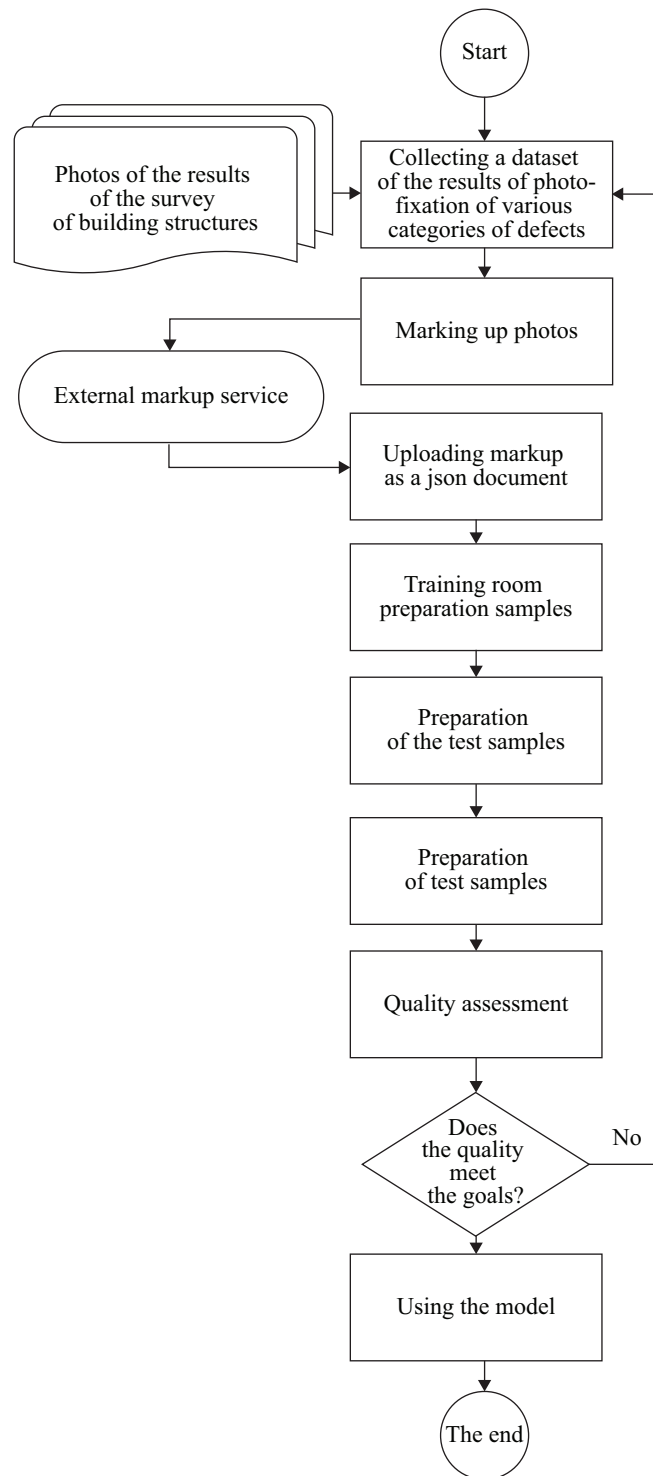 Start
Photos of the results
of the survey
of building structures
Collecting a dataset
of the results of photo-
fixation of various
categories of defects
Marking up photos
External markup service
Uploading markup
as a json document
Training room
preparation samples
Preparation
of the test samples
Preparation
of test samples
Quality assessment
Does
the quality
meet
the goals?
No
Using the model
The end